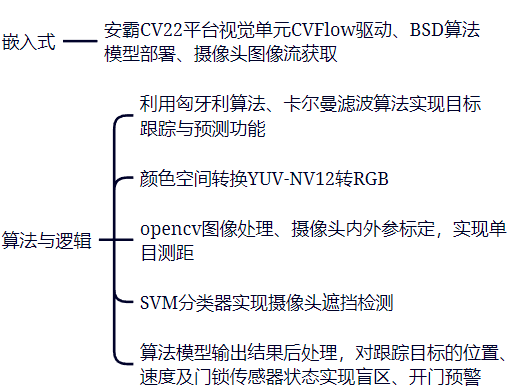 嵌入式
安霸CV22平台视觉单元CVFlow驱动、BSD算法
模型部署、摄像头图像流获取
算法与逻辑
利用匈牙利算法、卡尔曼滤波算法实现目标
跟踪与预测功能
颜色空间转换YUV-NV12转RGB
opencv图像处理、摄像头内外参标定，实现单
目测距
SVM分类器实现摄像头遮挡检测
算法模型输出结果后处理，对跟踪目标的位置、
速度及门锁传感器状态实现盲区、开门预警